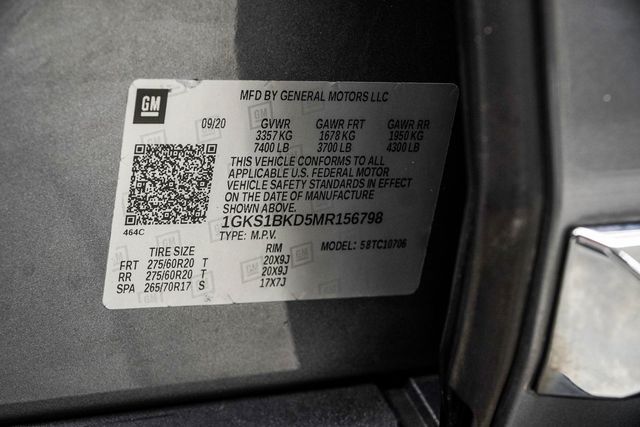 GM
MFD BY GENERAL MOTORS LLC
09/20 GVWR GAWR FRT GAWR RR
3357 KG 1678 KG 1950 KG
7400 LB 3700 LB 4300 LB
THIS VEHICLE CONFORMS TO ALL
APPLICABLE U.S. FEDERAL MOTOR
VEHICLE SAFETY STANDARDS IN EFFECT
ON THE DATE OF MANUFACTURE
SHOWN ABOVE.
1GKS1BKD5MR156798
464C
TYPE: M.P.V. MODEL: 58TC10706
TIRE SIZE RIM
FRT 275/60R20 T 20X9J
RR 275/60R20 T 20X9J
SPA 265/70R17 S 17X7J